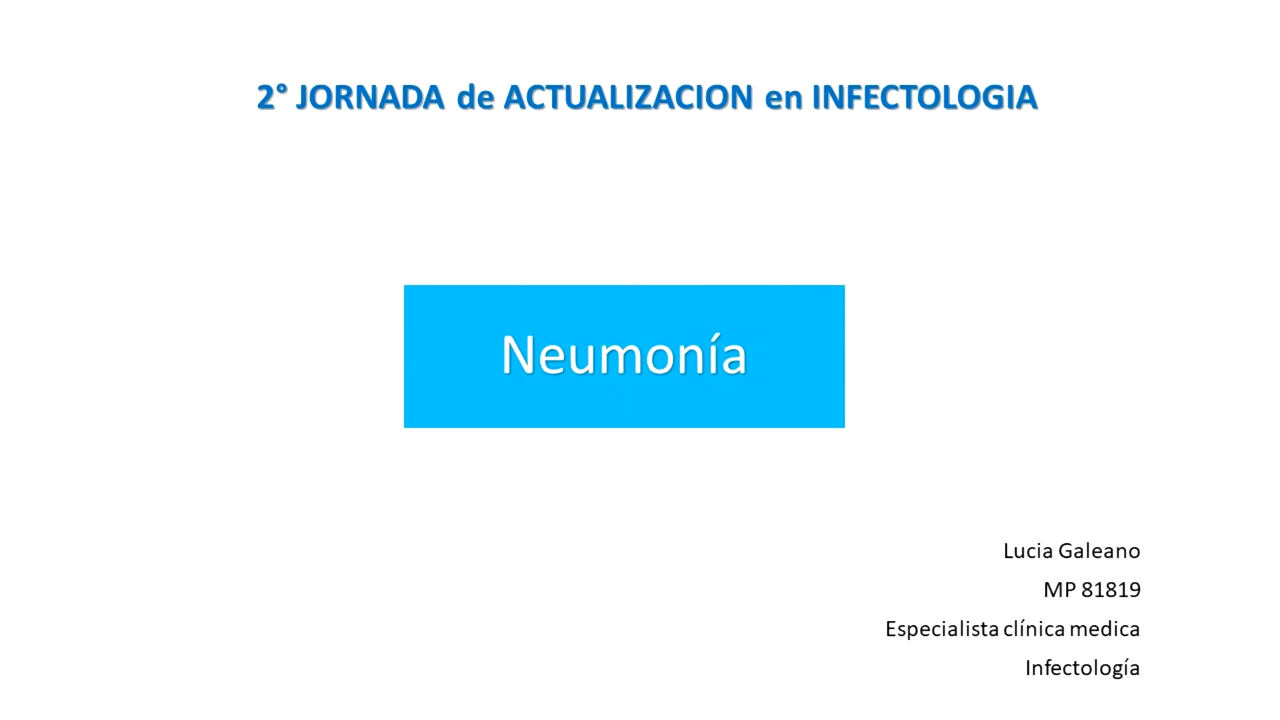 2° JORNADA de ACTUALIZACION en INFECTOLOGIA
Neumonía
Lucia Galeano
MP 81819
Especialista clínica medica
Infectología